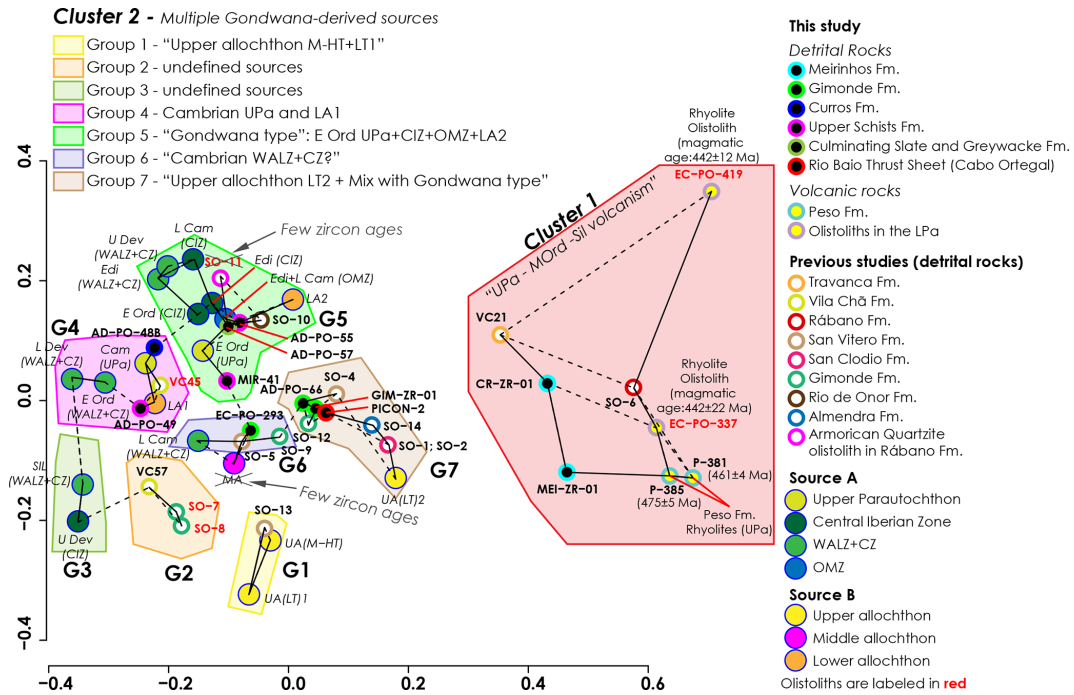 Cluster 2 - Multiple Gondwana-derived sources
Group 1 - “Upper allochthon M-HT+LT1”
Group 2 - undefined sources
Group 3 - undefined sources
Group 4 - Cambrian UPa and LA1
Group 5 - “Gondwana type”: E Ord UPa+CIZ+OMZ+LA2
Group 6 - “Cambrian WALZ+CZ?”
Group 7 - “Upper allochthon LT2 + Mix with Gondwana type”
0.4
0.2
0.0
−0.2
−0.4
−0.4
−0.2
0.0
0.2
0.4
0.6
L Cam
(CIZ)
Few zircon ages
U Dev
(WALZ+CZ)
Edi
(WALZ+CZ)
SO-11
Edi (CIZ)
Edi+L Cam (OMZ)
LA2
E Ord (CIZ)
SO-10
G5
AD-PO-55
AD-PO-57
E Ord
(UPa)
MIR-41
G4
AD-PO-48B
L Dev
(WALZ+CZ)
Cam
(UPa)
VC45
E Ord
(WALZ+CZ)
LA1
AD-PO-49
AD-PO-66
SO-4
GIM-ZR-01
PICON-2
SO-14
SO-1; SO-2
SO-12
G7
UA(LT)2
EC-PO-293
L Cam
(WALZ+CZ)
SO-5
SO-9
G6
MA
Few zircon ages
SIL
(WALZ+CZ)
U Dev
(CIZ)
G3
VC57
SO-7
SO-8
G2
SO-13
UA(M-HT)
UA(LT)1
G1
Rhyolite
Olistolith
(magmatic
age:442±12 Ma)
EC-PO-419
Cluster 1
“UPa - MOrd -Sil volcanism”
VC21
CR-ZR-01
SO-6
Rhyolite
Olistolith
(magmatic
age:442±22 Ma)
EC-PO-337
MEI-ZR-01
P-381
(461±4 Ma)
P-385
(475±5 Ma)
Peso Fm.
Rhyolites (UPa)
This study
Detrital Rocks
Meirinhos Fm.
Gimonde Fm.
Curros Fm.
Upper Schists Fm.
Culminating Slate and Greywacke Fm.
Rio Baio Thrust Sheet (Cabo Ortegal)
Volcanic rocks
Peso Fm.
Olistoliths in the LPa
Previous studies (detrital rocks)
Travanca Fm.
Vila Chã Fm.
Rábano Fm.
San Vitero Fm.
San Clodio Fm.
Gimonde Fm.
Rio de Onor Fm.
Almendra Fm.
Armorican Quartzite
olistolith in Rábano Fm.
Source A
Upper Parautochthon
Central Iberian Zone
WALZ+CZ
OMZ
Source B
Upper allochthon
Middle allochthon
Lower allochthon
Olistoliths are labeled in red